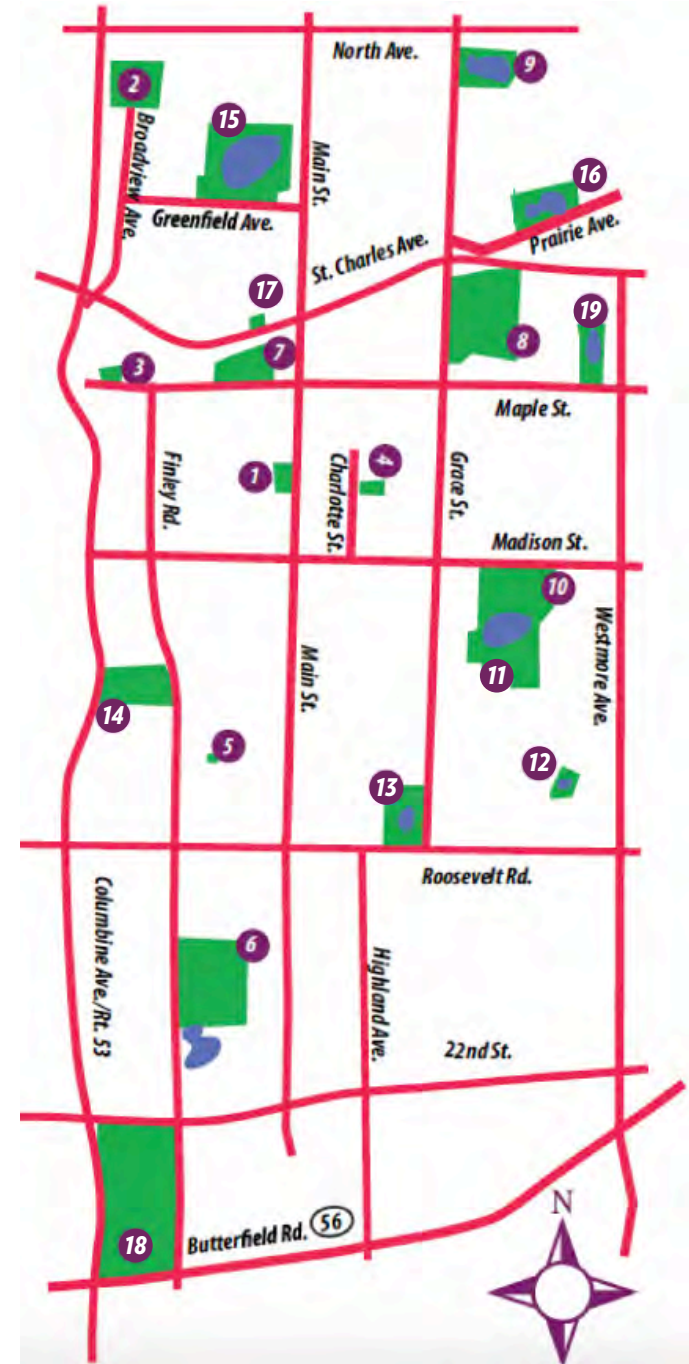 North Ave.
9
2
15
Broadview Ave.
Main St.
16
Greenfield Ave.
Prairie Ave.
St. Charles Ave.
17
19
7
8
3
Maple St.
1
4
Finley Rd.
Charlotte St.
Grace St.
Madison St.
10
Westmore Ave.
11
Main St.
14
5
12
13
Roosevelt Rd.
Columbine Ave./Rt. 53
6
Highland Ave.
22nd St.
N
56
Butterfield Rd.
18